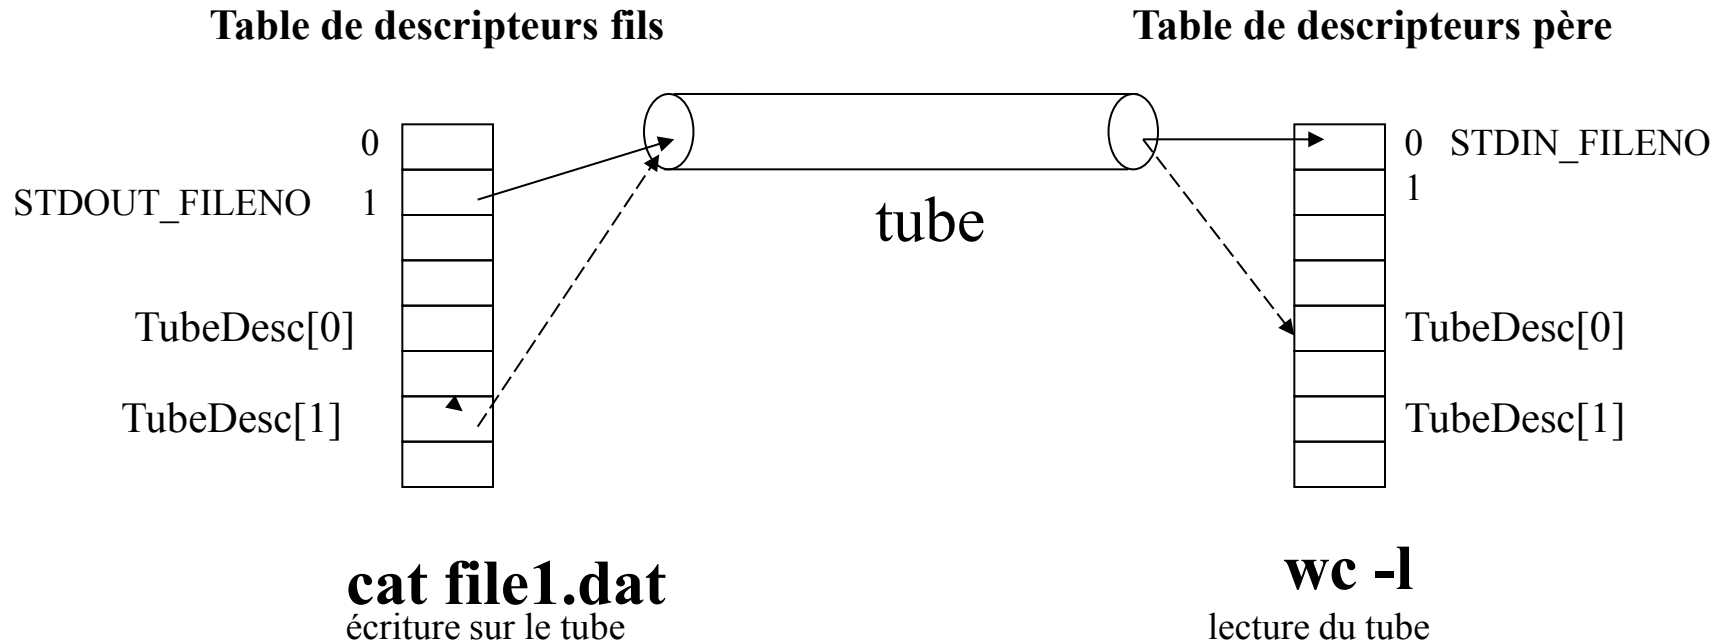 Table de descripteurs fils
Table de descripteurs père
0
STDOUT_FILENO 1
TubeDesc[0]
TubeDesc[1]
tube
0 STDIN_FILENO
1
TubeDesc[0]
TubeDesc[1]
cat file1.dat
écriture sur le tube
wc -l
lecture du tube